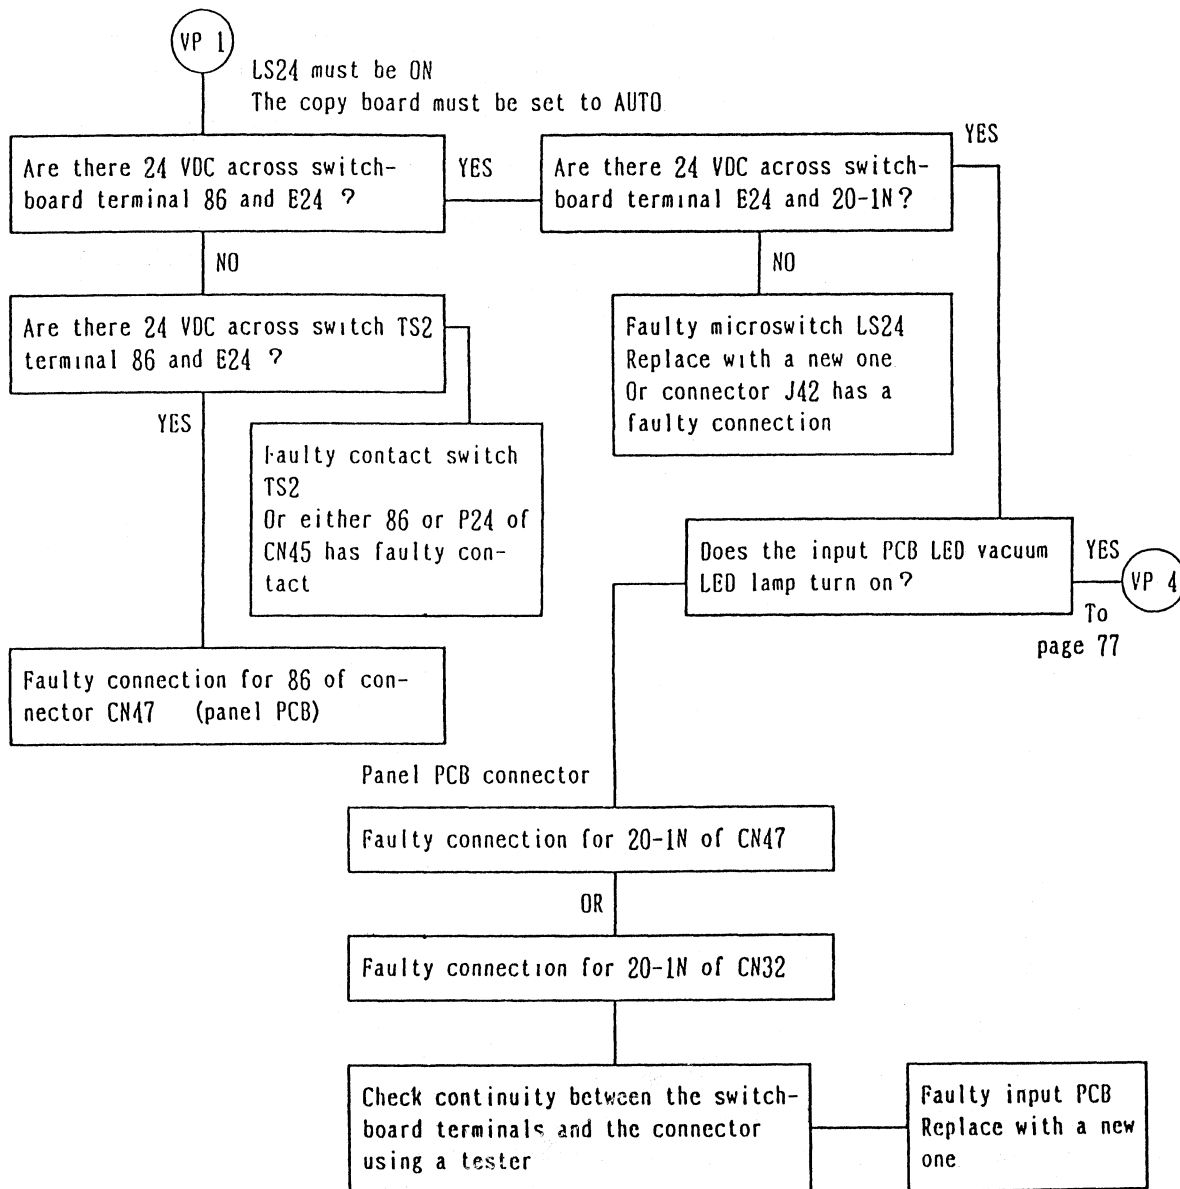 VP 1
LS24 must be ON
The copy board must be set to AUTO
Are there 24 VDC across switch-
board terminal 86 and E24 ?
YES
Are there 24 VDC across switch-
board terminal E24 and 20-1N?
YES
NO
NO
Are there 24 VDC across switch TS2
terminal 86 and E24 ?
Faulty microswitch LS24
Replace with a new one
Or connector J42 has a
faulty connection
YES
Faulty contact switch
TS2
Or either 86 or P24 of
CN45 has faulty con-
tact
Does the input PCB LED vacuum
LED lamp turn on?
YES
VP 4
To
page 77
Faulty connection for 86 of con-
nector CN47 (panel PCB)
Panel PCB connector
Faulty connection for 20-1N of CN47
OR
Faulty connection for 20-1N of CN32
Check continuity between the switch-
board terminals and the connector
using a tester
Faulty input PCB
Replace with a new
one